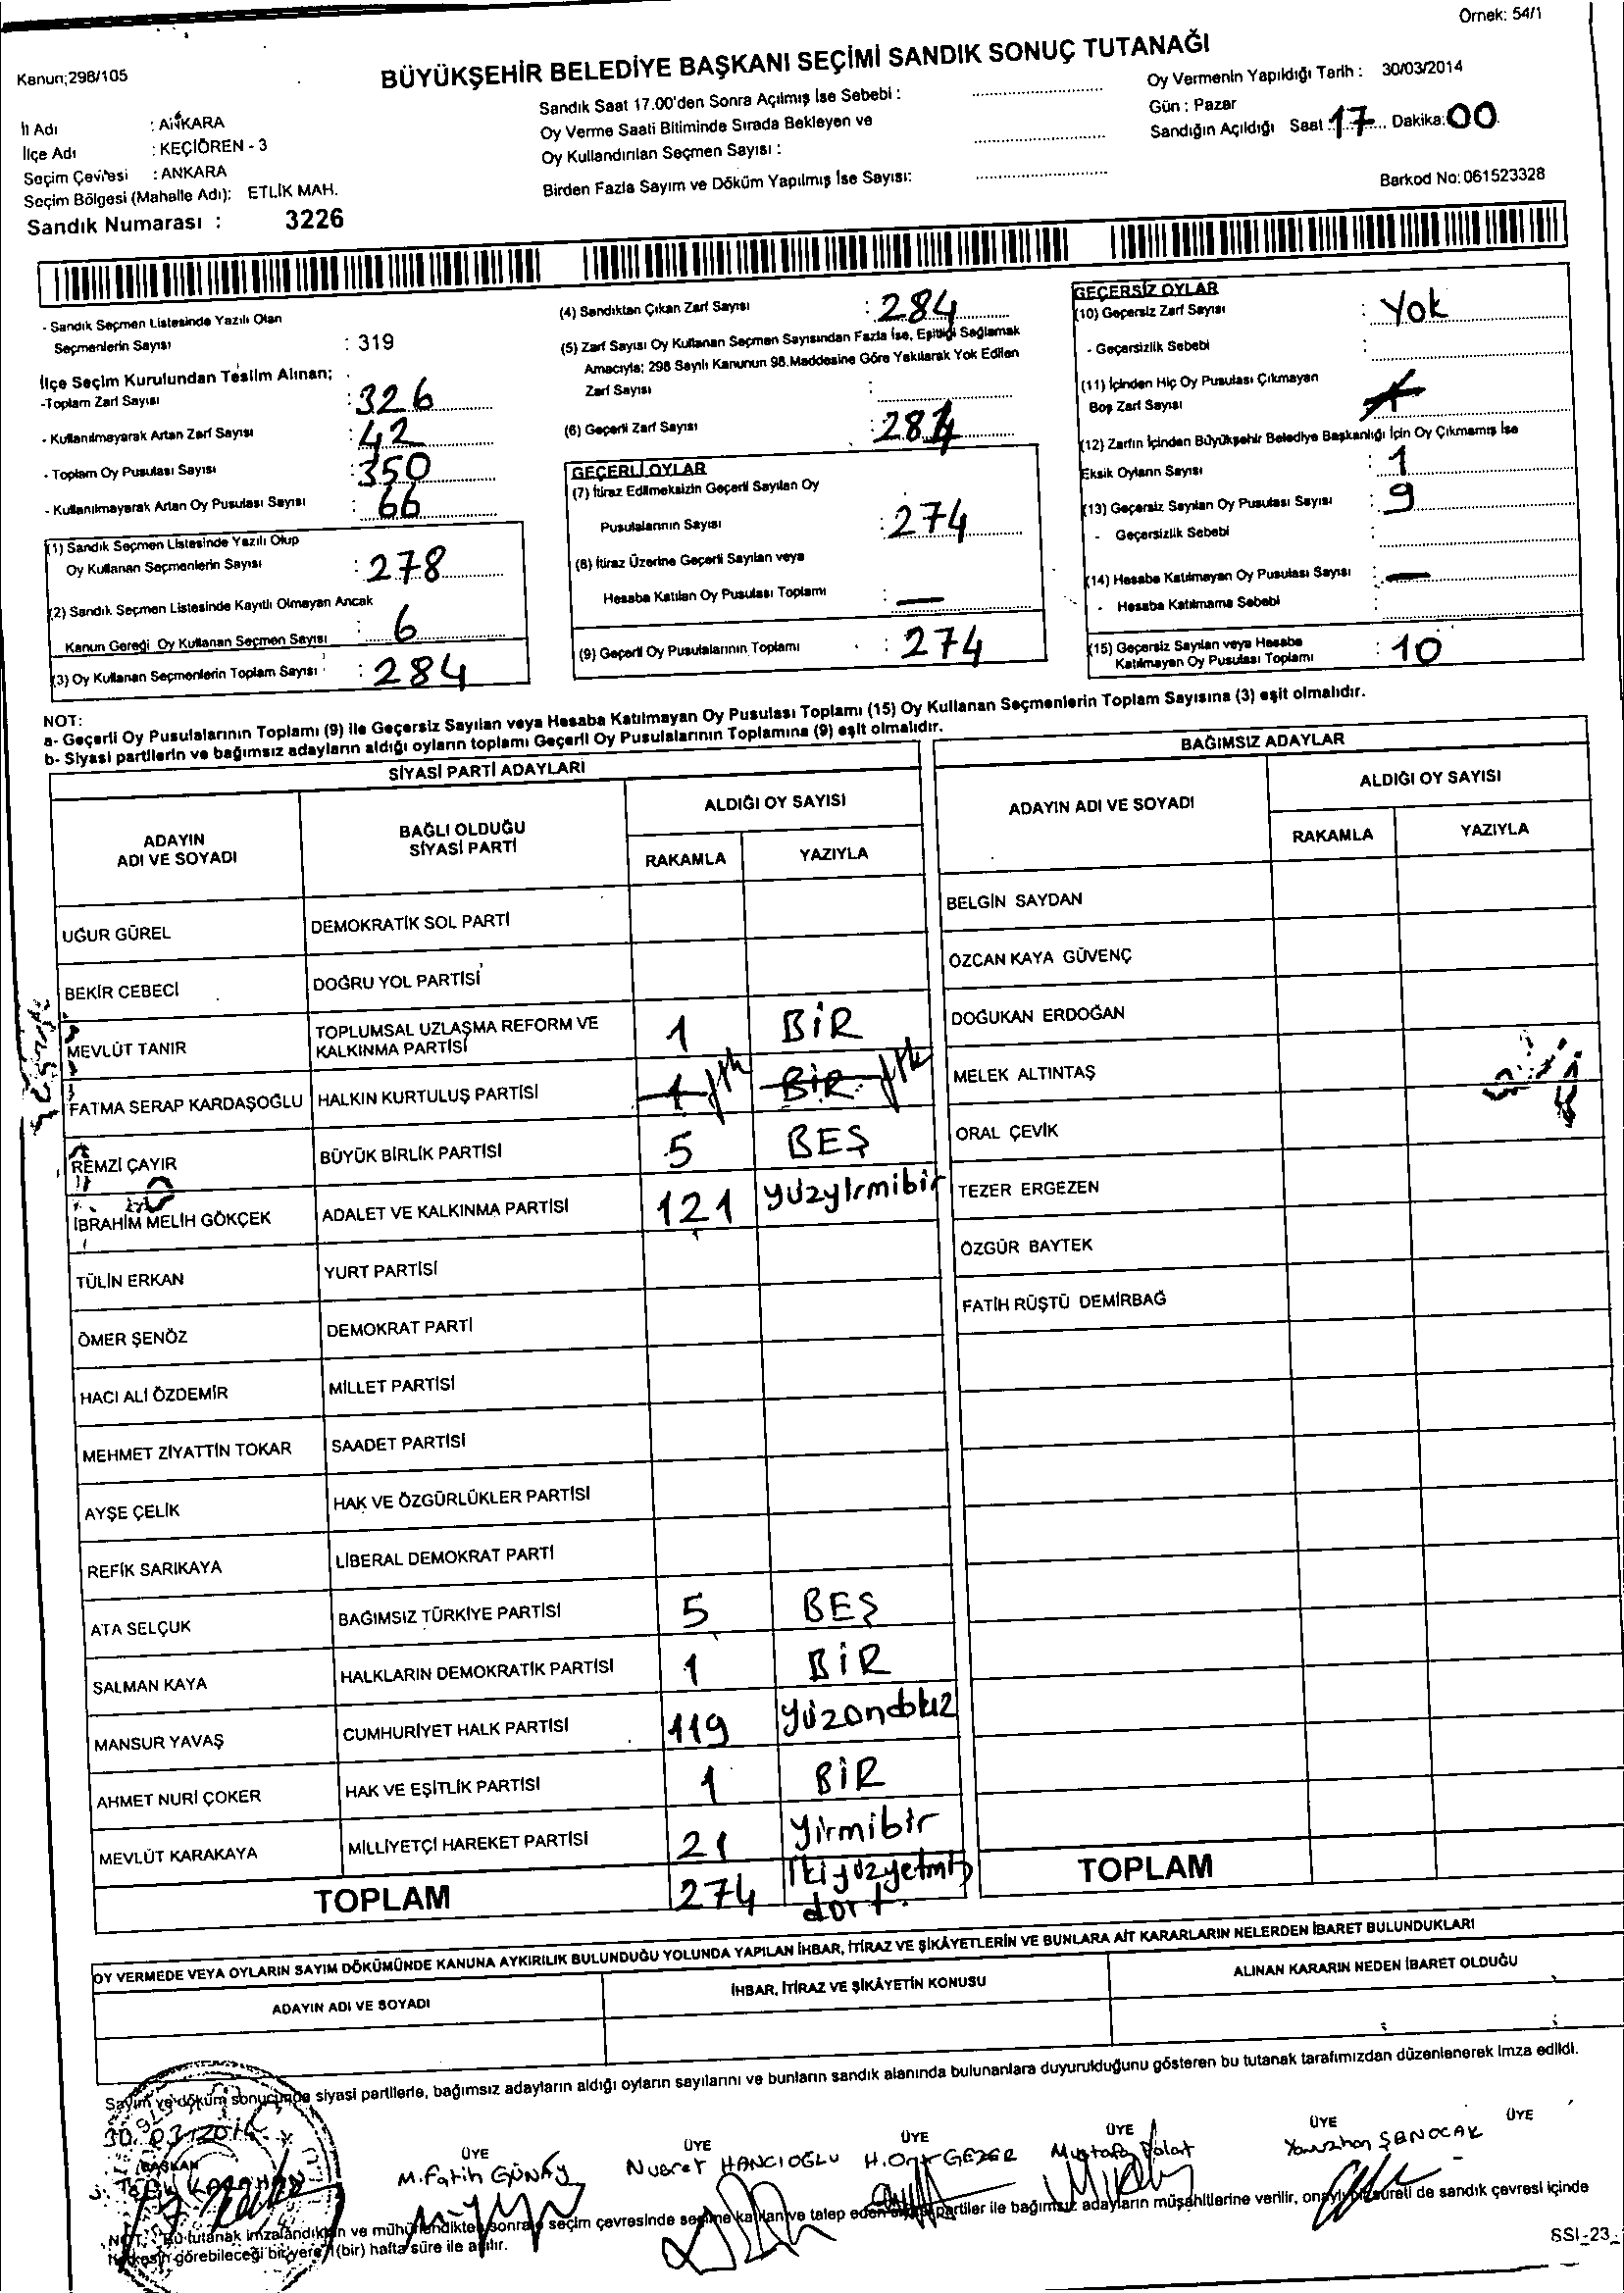 Örnek: 54/1
Kanun;298/105
BÜYÜKŞEHİR BELEDİYE BAŞKANI SEÇİMİ SANDIK SONUÇ TUTANAĞI
İl Adı : ANKARA
İlçe Adı : KEÇİÖREN - 3
Seçim Çevresi : ANKARA
Seçim Bölgesi (Mahalle Adı): ETLİK MAH.
Sandık Numarası : 3226
Sandık Saat 17.00'den Sonra Açılmış İse Sebebi :
Oy Verme Saati Bitiminde Sırada Bekleyen ve
Oy Kullandırılan Seçmen Sayısı :
Birden Fazla Sayım ve Döküm Yapılmış İse Sayısı:
Oy Vermenin Yapıldığı Tarih : 30/03/2014
Gün : Pazar
Sandığın Açıldığı Saat : 17 Dakika: 00
Barkod No: 061523328
- Sandık Seçmen Listesinde Yazılı Olan
Seçmenlerin Sayısı : 319
İlçe Seçim Kurulundan Teslim Alınan;
-Toplam Zarf Sayısı : 326
- Kullanılmayarak Artan Zarf Sayısı : 42
- Toplam Oy Pusulası Sayısı : 350
- Kullanılmayarak Artan Oy Pusulası Sayısı : 66
(1) Sandık Seçmen Listesinde Yazılı Olup
Oy Kullanan Seçmenlerin Sayısı : 278
(2) Sandık Seçmen Listesinde Kayıtlı Olmayan Ancak
Kanun Gereği Oy Kullanan Seçmen Sayısı : 6
(3) Oy Kullanan Seçmenlerin Toplam Sayısı : 284
(4) Sandıktan Çıkan Zarf Sayısı : 284
(5) Zarf Sayısı Oy Kullanan Seçmen Sayısından Fazla İse, Eşitliği Sağlamak
Amacıyla; 298 Sayılı Kanunun 98.Maddesine Göre Yakılarak Yok Edilen
Zarf Sayısı :
(6) Geçerli Zarf Sayısı : 284
GEÇERLİ OYLAR
(7) İtiraz Edilmeksizin Geçerli Sayılan Oy
Pusulalarının Sayısı : 274
(8) İtiraz Üzerine Geçerli Sayılan veya
Hesaba Katılan Oy Pusulası Toplamı : —
(9) Geçerli Oy Pusulalarının Toplamı : 274
GEÇERSİZ OYLAR
(10) Geçersiz Zarf Sayısı : Yok
- Geçersizlik Sebebi :
(11) İçinden Hiç Oy Pusulası Çıkmayan
Boş Zarf Sayısı
(12) Zarfın İçinden Büyükşehir Belediye Başkanlığı İçin Oy Çıkmamış İse
Eksik Oyların Sayısı : 1
(13) Geçersiz Sayılan Oy Pusulası Sayısı : 9
- Geçersizlik Sebebi :
(14) Hesaba Katılmayan Oy Pusulası Sayısı : —
- Hesaba Katılmama Sebebi :
(15) Geçersiz Sayılan veya Hesaba
Katılmayan Oy Pusulası Toplamı : 10
NOT:
a- Geçerli Oy Pusulalarının Toplamı (9) ile Geçersiz Sayılan veya Hesaba Katılmayan Oy Pusulası Toplamı (15) Oy Kullanan Seçmenlerin Toplam Sayısına (3) eşit olmalıdır.
b- Siyasi partilerin ve bağımsız adayların aldığı oyların toplamı Geçerli Oy Pusulalarının Toplamına (9) eşit olmalıdır.
SİYASİ PARTİ ADAYLARI
ADAYIN ADI VE SOYADI
BAĞLI OLDUĞU SİYASİ PARTİ
ALDIĞI OY SAYISI
RAKAMLA YAZIYLA
UĞUR GÜREL DEMOKRATİK SOL PARTİ
BEKİR CEBECİ DOĞRU YOL PARTİSİ
MEVLÜT TANIR TOPLUMSAL UZLAŞMA REFORM VE KALKINMA PARTİSİ 1 BİR
FATMA SERAP KARDAŞOĞLU HALKIN KURTULUŞ PARTİSİ 1 BİR
REMZİ ÇAYIR BÜYÜK BİRLİK PARTİSİ 5 BEŞ
İBRAHİM MELİH GÖKÇEK ADALET VE KALKINMA PARTİSİ 121 yüzyirmibir
TÜLİN ERKAN YURT PARTİSİ
ÖMER ŞENÖZ DEMOKRAT PARTİ
HACI ALİ ÖZDEMİR MİLLET PARTİSİ
MEHMET ZİYATTİN TOKAR SAADET PARTİSİ
AYŞE ÇELİK HAK VE ÖZGÜRLÜKLER PARTİSİ
REFİK SARIKAYA LİBERAL DEMOKRAT PARTİ
ATA SELÇUK BAĞIMSIZ TÜRKİYE PARTİSİ 5 BEŞ
SALMAN KAYA HALKLARIN DEMOKRATİK PARTİSİ 1 BİR
MANSUR YAVAŞ CUMHURİYET HALK PARTİSİ 119 yüzondokuz
AHMET NURİ ÇOKER HAK VE EŞİTLİK PARTİSİ 1 BİR
MEVLÜT KARAKAYA MİLLİYETÇİ HAREKET PARTİSİ 21 yirmibir
TOPLAM 274 ikiyüzyetmiş dört.
BAĞIMSIZ ADAYLAR
ADAYIN ADI VE SOYADI
ALDIĞI OY SAYISI
RAKAMLA YAZIYLA
BELGİN SAYDAN
ÖZCAN KAYA GÜVENÇ
DOĞUKAN ERDOĞAN
MELEK ALTINTAŞ
ORAL ÇEVİK
TEZER ERGEZEN
ÖZGÜR BAYTEK
FATİH RÜŞTÜ DEMİRBAĞ
TOPLAM
OY VERMEDE VEYA OYLARIN SAYIM DÖKÜMÜNDE KANUNA AYKIRILIK BULUNDUĞU YOLUNDA YAPILAN İHBAR, İTİRAZ VE ŞİKÂYETLERİN VE BUNLARA AİT KARARLARIN NELERDEN İBARET BULUNDUKLARI
ADAYIN ADI VE SOYADI
İHBAR, İTİRAZ VE ŞİKÂYETİN KONUSU
ALINAN KARARIN NEDEN İBARET OLDUĞU
Sayım ve döküm sonucunda siyasi partilerle, bağımsız adayların aldığı oyların sayılarını ve bunların sandık alanında bulunanlara duyurulduğunu gösteren bu tutanak tarafımızdan düzenlenerek imza edildi.
30.03.2014
BAŞKAN
ÜYE ÜYE ÜYE ÜYE ÜYE ÜYE
M.Fatih GÜNAY Nusret HANCIOĞLU H.Onur GEZER Mustafa Polat ŞENOCAK
NOT: Bu tutanak imzalandıktan ve mühürlendikten sonra seçim çevresinde seçime katılan ve talep eden siyasi partiler ile bağımsız adayların müşahitlerine verilir, onaylı bir sureti de sandık çevresi içinde
herkesin görebileceği bir yere 1 (bir) hafta süre ile asılır.
SSI_23_